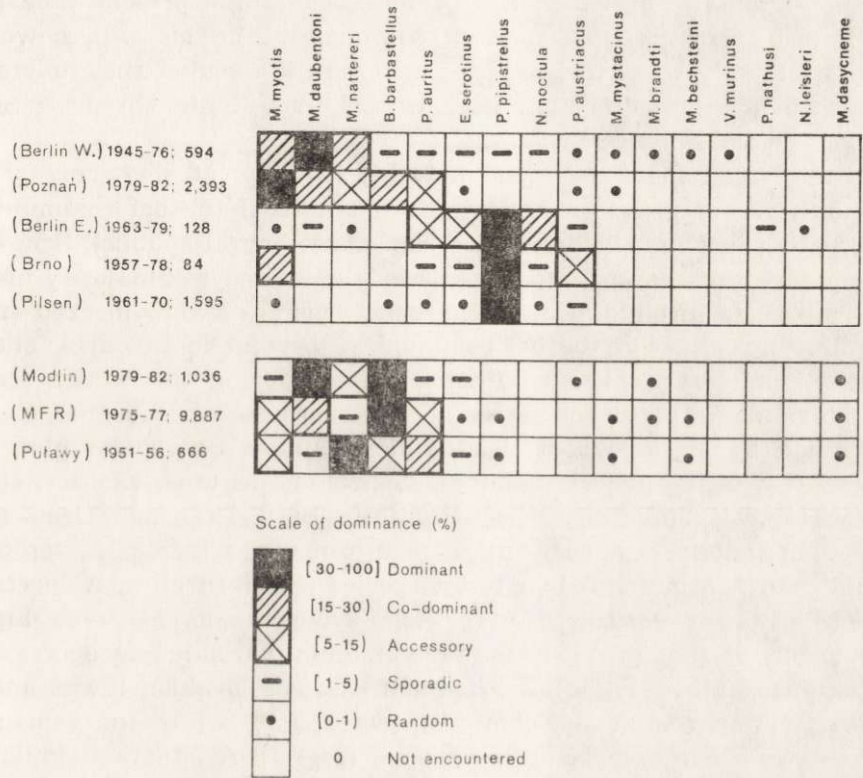 M. myotis
M. daubentoni
M. nattereri
B. barbastellus
P. auritus
E. serotinus
P. pipistrellus
N. noctula
P. austriacus
M. mystacinus
M. brandti
M. bechsteini
V. murinus
P. nathusi
N. leisleri
M. dasycneme
(Berlin W.) 1945-76; 594
(Poznań) 1979-82; 2,393
(Berlin E.) 1963-79; 128
(Brno) 1957-78; 84
(Pilsen) 1961-70; 1,595
(Modlin) 1979-82; 1,036
(MFR) 1975-77; 9,887
(Puławy) 1951-56; 666
Scale of dominance (%)
[30-100] Dominant
[15-30) Co-dominant
[5-15) Accessory
[1-5) Sporadic
[0-1) Random
0 Not encountered